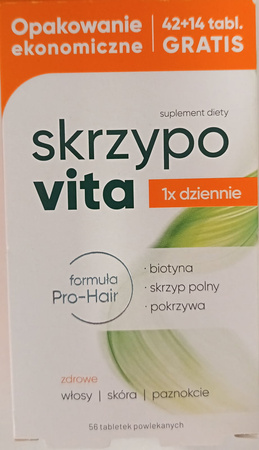 Opakowanie
ekonomiczne
42+14 tabl.
GRATIS
suplement diety
skrzypo
vita
1x dziennie
formuła
Pro-Hair
· biotyna
· skrzyp polny
· pokrzywa
zdrowe
włosy | skóra | paznokcie
56 tabletek powlekanych